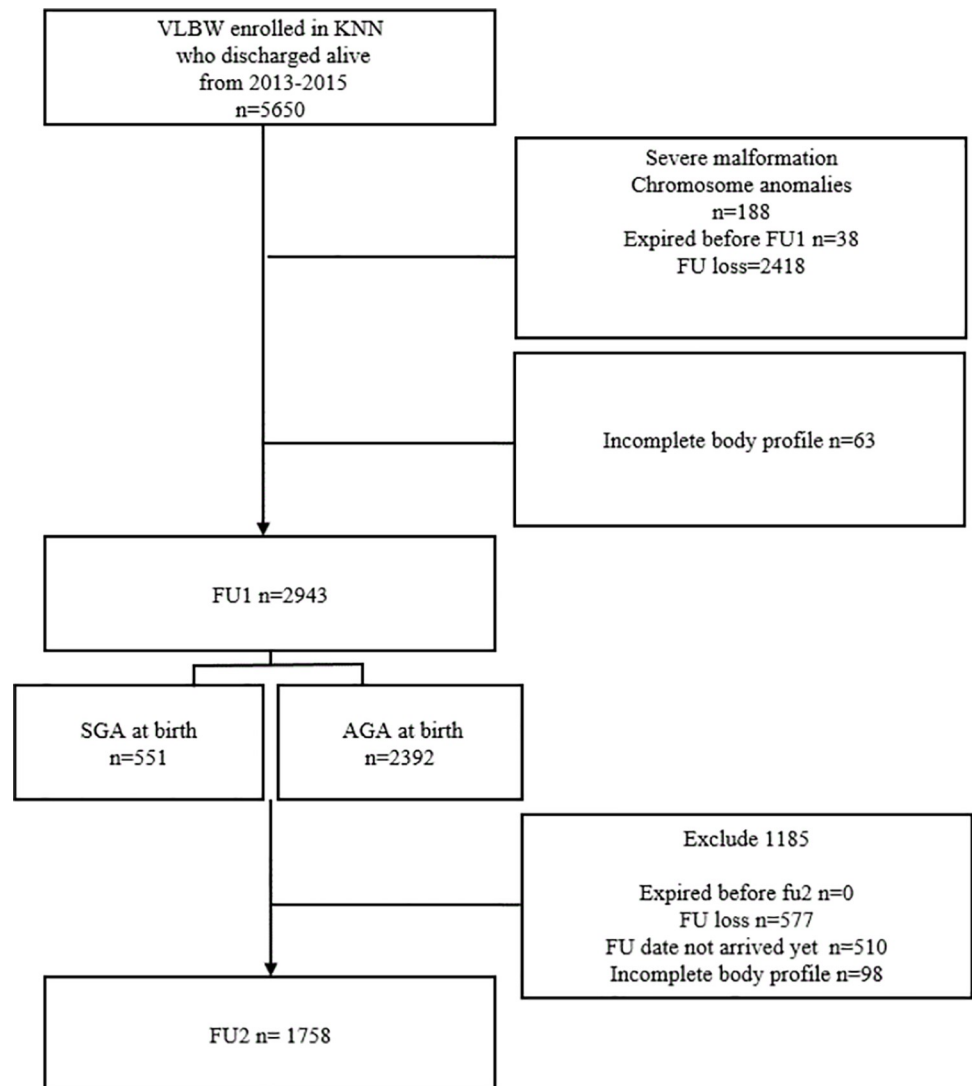 VLBW enrolled in KNN
who discharged alive
from 2013-2015
n=5650
Severe malformation
Chromosome anomalies
n=188
Expired before FU1 n=38
FU loss=2418
Incomplete body profile n=63
FU1 n=2943
SGA at birth
n=551
AGA at birth
n=2392
Exclude 1185
Expired before fu2 n=0
FU loss n=577
FU date not arrived yet n=510
Incomplete body profile n=98
FU2 n= 1758